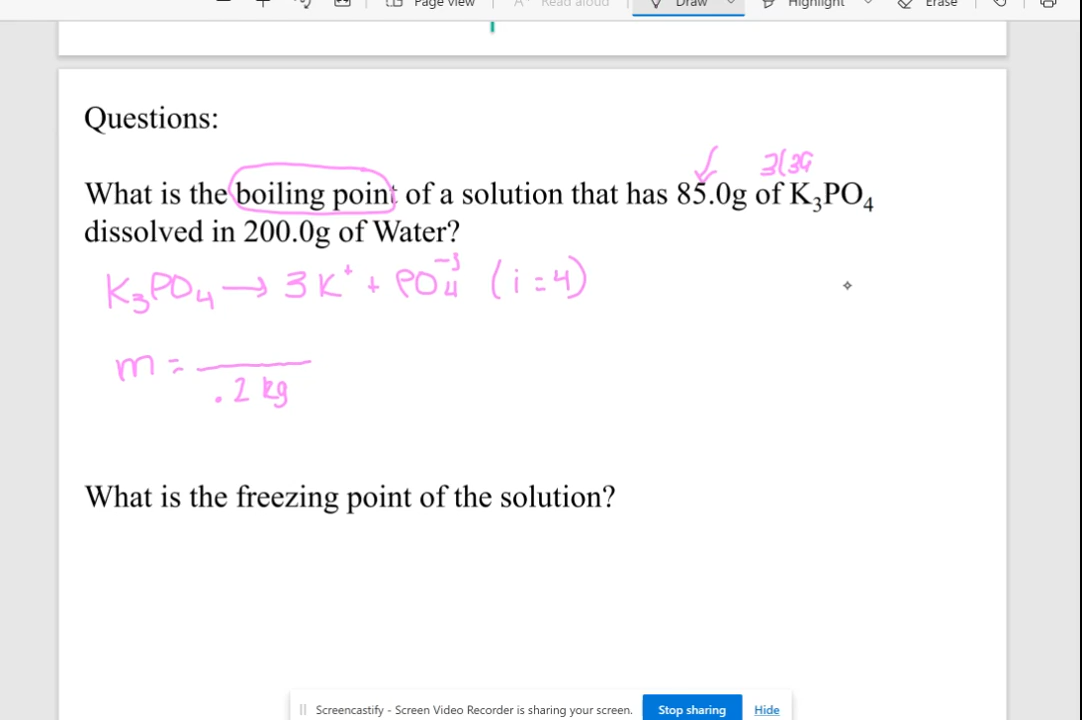 Page view
Read aloud
Draw
Highlight
Erase
Questions:
3(39
What is the boiling point of a solution that has 85.0g of K₃PO₄
dissolved in 200.0g of Water?
K₃PO₄ → 3K⁺ + PO₄⁻³ (i=4)
m = ―
.2 kg
What is the freezing point of the solution?
Screencastify - Screen Video Recorder is sharing your screen.
Stop sharing
Hide